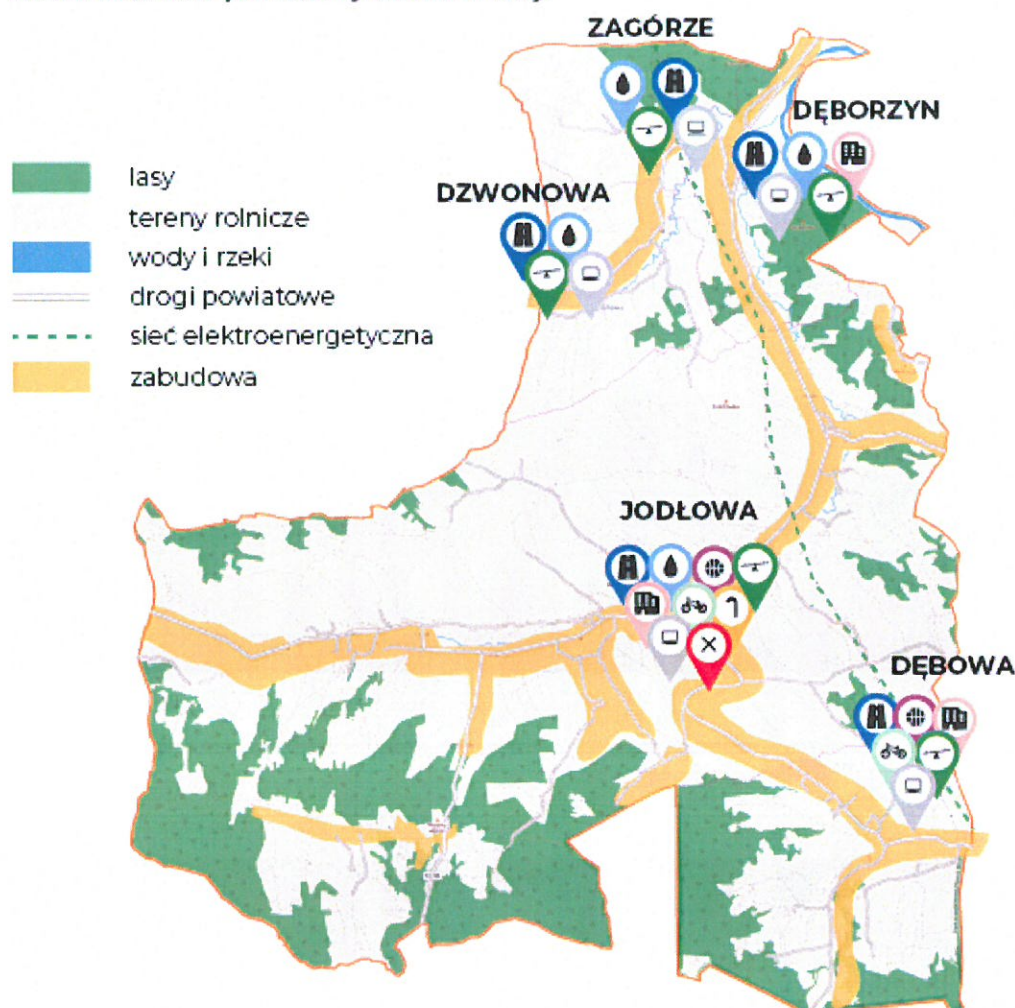 ZAGÓRZE
DĘBORZYN
DZWONOWA
lasy
tereny rolnicze
wody i rzeki
drogi powiatowe
sieć elektroenergetyczna
zabudowa
JODŁOWA
DĘBOWA